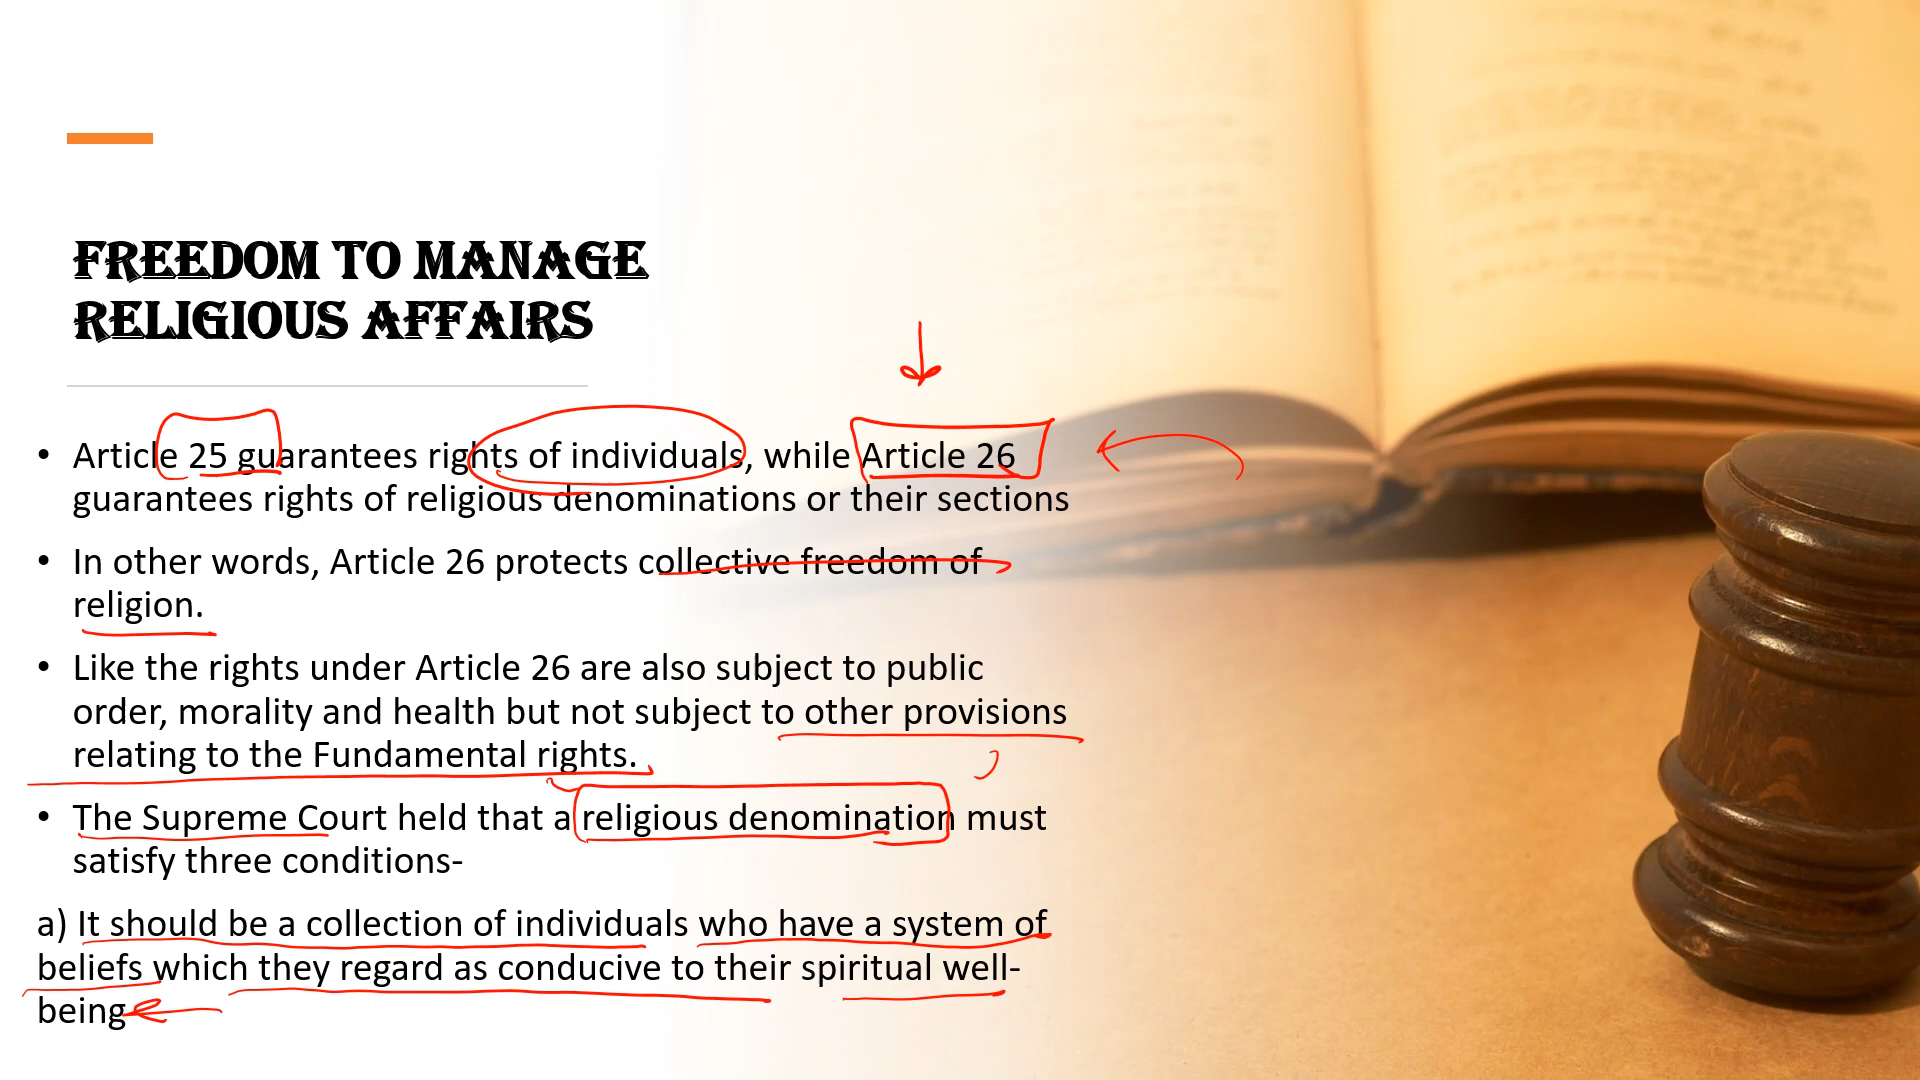 FREEDOM TO MANAGE
RELIGIOUS AFFAIRS
• Article 25 guarantees rights of individuals, while Article 26
guarantees rights of religious denominations or their sections
• In other words, Article 26 protects collective freedom of
religion.
• Like the rights under Article 26 are also subject to public
order, morality and health but not subject to other provisions
relating to the Fundamental rights.
• The Supreme Court held that a religious denomination must
satisfy three conditions-
a) It should be a collection of individuals who have a system of
beliefs which they regard as conducive to their spiritual well-
being